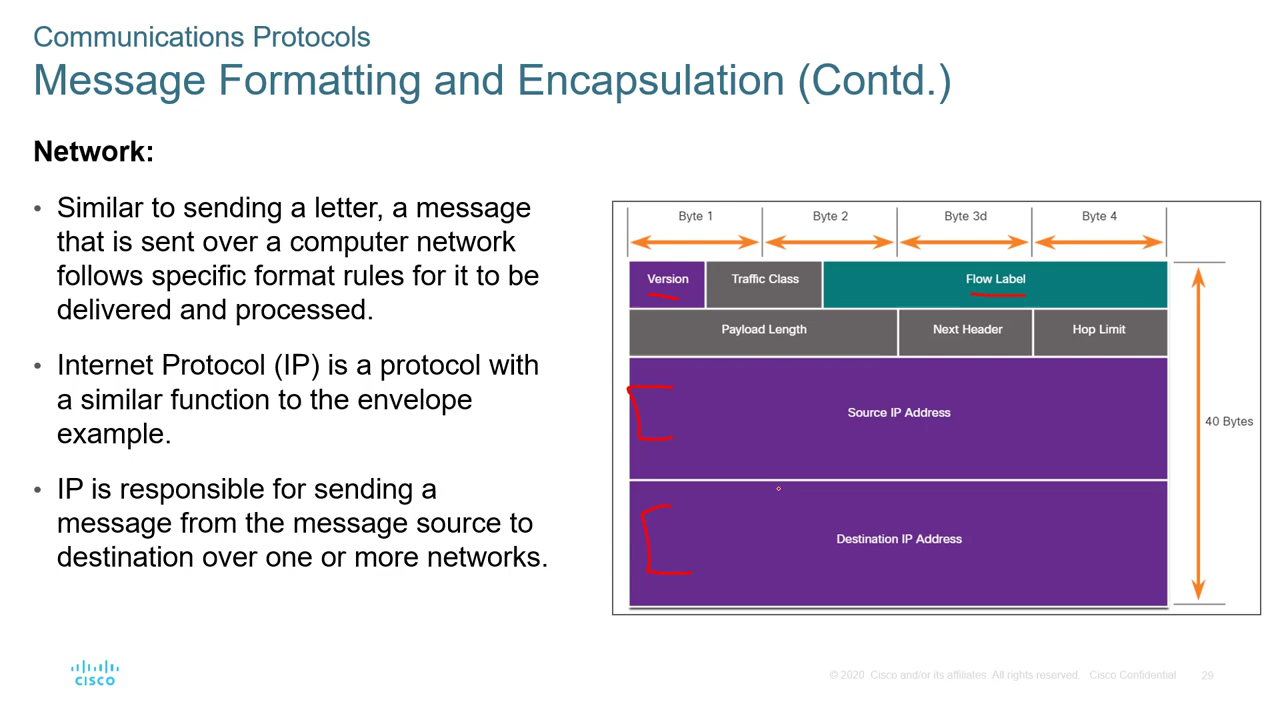 Communications Protocols
Message Formatting and Encapsulation (Contd.)
Network:
• Similar to sending a letter, a message
that is sent over a computer network
follows specific format rules for it to be
delivered and processed.
• Internet Protocol (IP) is a protocol with
a similar function to the envelope
example.
• IP is responsible for sending a
message from the message source to
destination over one or more networks.
Byte 1 Byte 2 Byte 3d Byte 4
Version Traffic Class Flow Label
Payload Length Next Header Hop Limit
Source IP Address
40 Bytes
Destination IP Address
CISCO
© 2020 Cisco and/or its affiliates. All rights reserved. Cisco Confidential 29